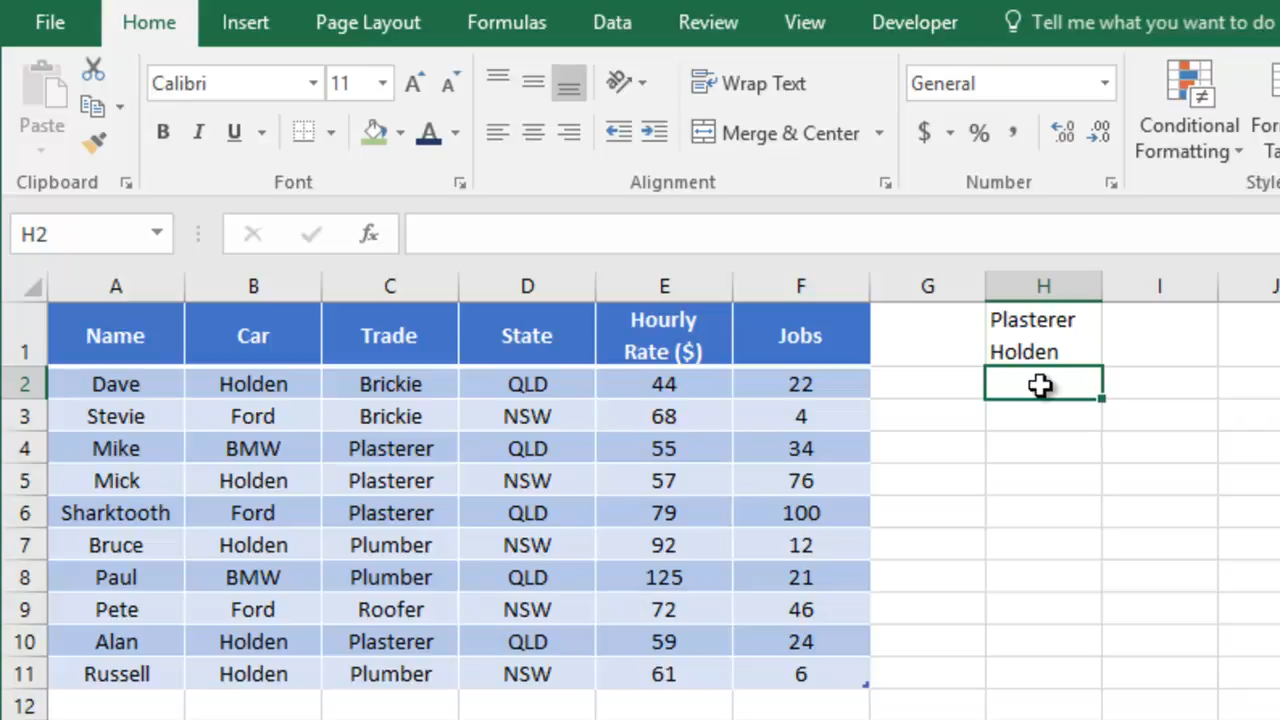 File Home Insert Page Layout Formulas Data Review View Developer Tell me what you want to do
Calibri 11 Wrap Text General
Paste B I U Merge & Center $ % , Conditional
Formatting
Clipboard Font Alignment Number
H2 fx
A B C D E F G H I J
1 Name Car Trade State Hourly Rate ($) Jobs Plasterer Holden
2 Dave Holden Brickie QLD 44 22
3 Stevie Ford Brickie NSW 68 4
4 Mike BMW Plasterer QLD 55 34
5 Mick Holden Plasterer NSW 57 76
6 Sharktooth Ford Plasterer QLD 79 100
7 Bruce Holden Plumber NSW 92 12
8 Paul BMW Plumber QLD 125 21
9 Pete Ford Roofer NSW 72 46
10 Alan Holden Plasterer QLD 59 24
11 Russell Holden Plumber NSW 61 6
12